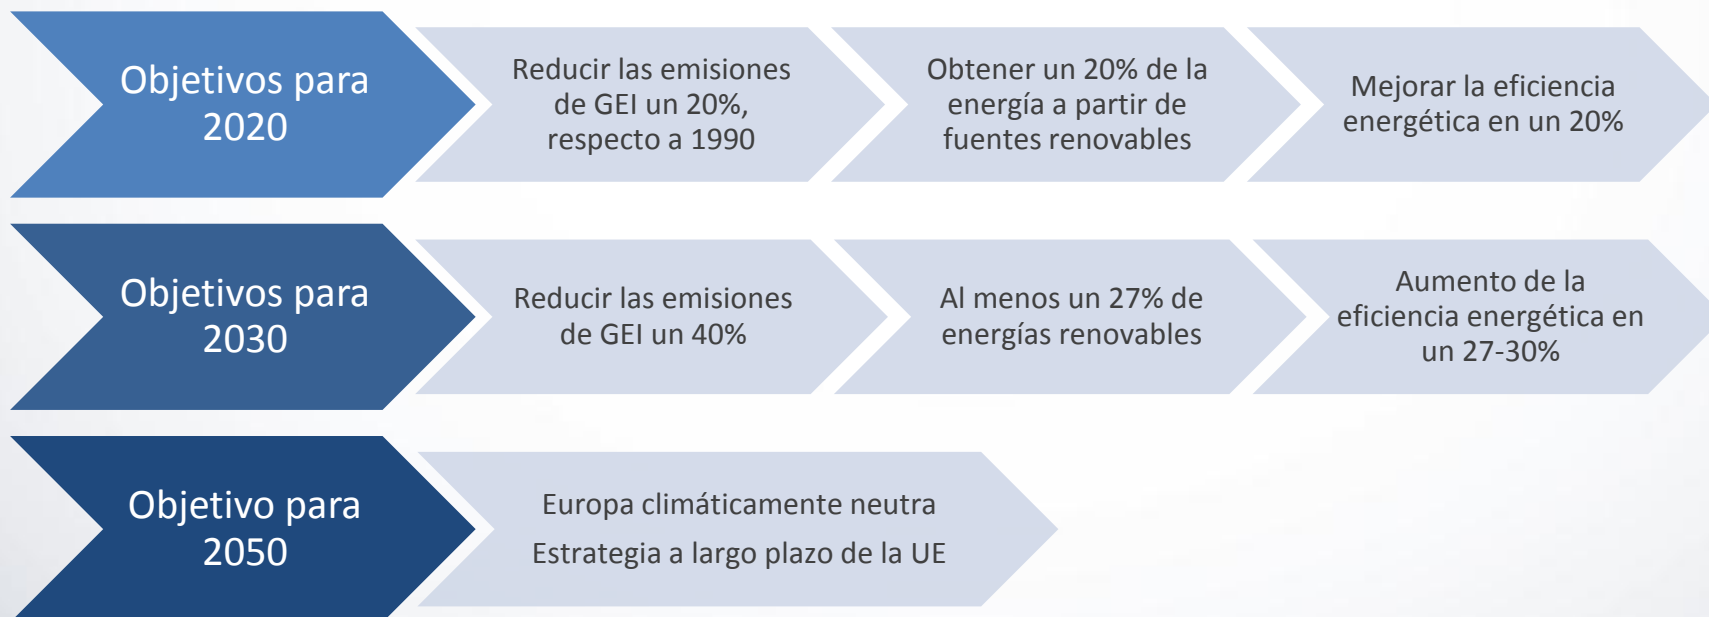 Objetivos para
2020
Reducir las emisiones
de GEI un 20%,
respecto a 1990
Obtener un 20% de la
energía a partir de
fuentes renovables
Mejorar la eficiencia
energética en un 20%
Objetivos para
2030
Reducir las emisiones
de GEI un 40%
Al menos un 27% de
energías renovables
Aumento de la
eficiencia energética en
un 27-30%
Objetivo para
2050
Europa climáticamente neutra
Estrategia a largo plazo de la UE